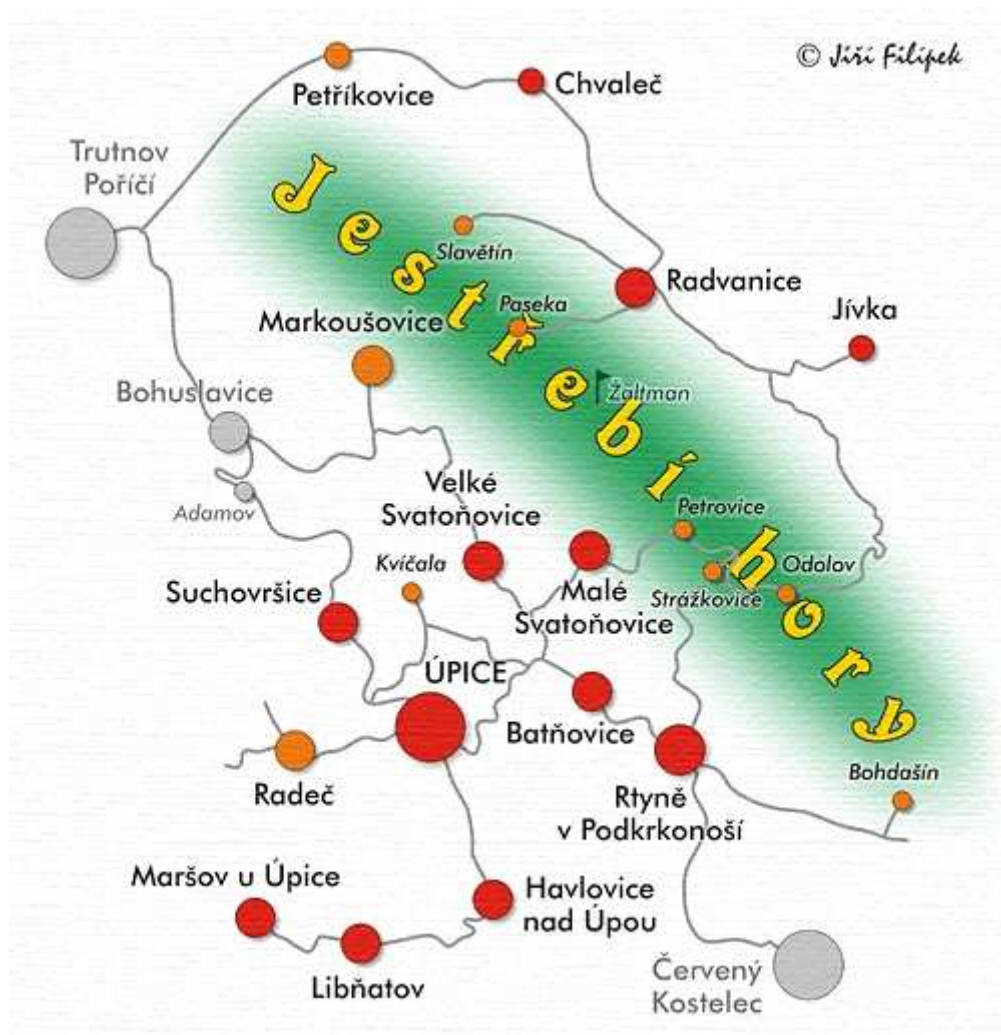 © Jiří Filípek
Petříkovice
Chvaleč
Trutnov
Poříčí
Jestřebí hory
Slavětín
Radvanice
Paseka
Jívka
Markoušovice
Žaltman
Bohuslavice
Velké
Svatoňovice
Adamov
Petrovice
Kvíčala
Odolov
Suchovršice
Malé
Svatoňovice
Strážkovice
ÚPICE
Batňovice
Radeč
Rtyně
v Podkrkonoší
Bohdašín
Maršov u Úpice
Havlovice
nad Úpou
Libňatov
Červený
Kostelec